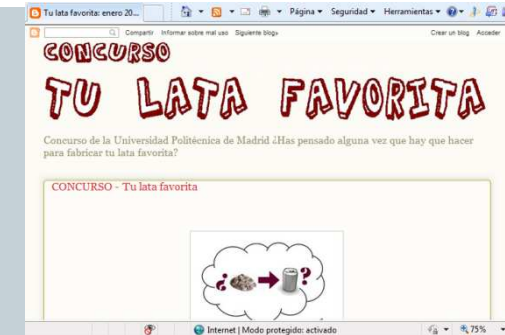 Tu lata favorita: enero 20...
Página Seguridad Herramientas
Compartir Informar sobre mal uso Siguiente blog» Crear un blog Acceder
CONCURSO
TU LATA FAVORITA
Concurso de la Universidad Politécnica de Madrid ¿Has pensado alguna vez que hay que hacer
para fabricar tu lata favorita?
CONCURSO - Tu lata favorita
¿ ?
Internet | Modo protegido: activado 75%